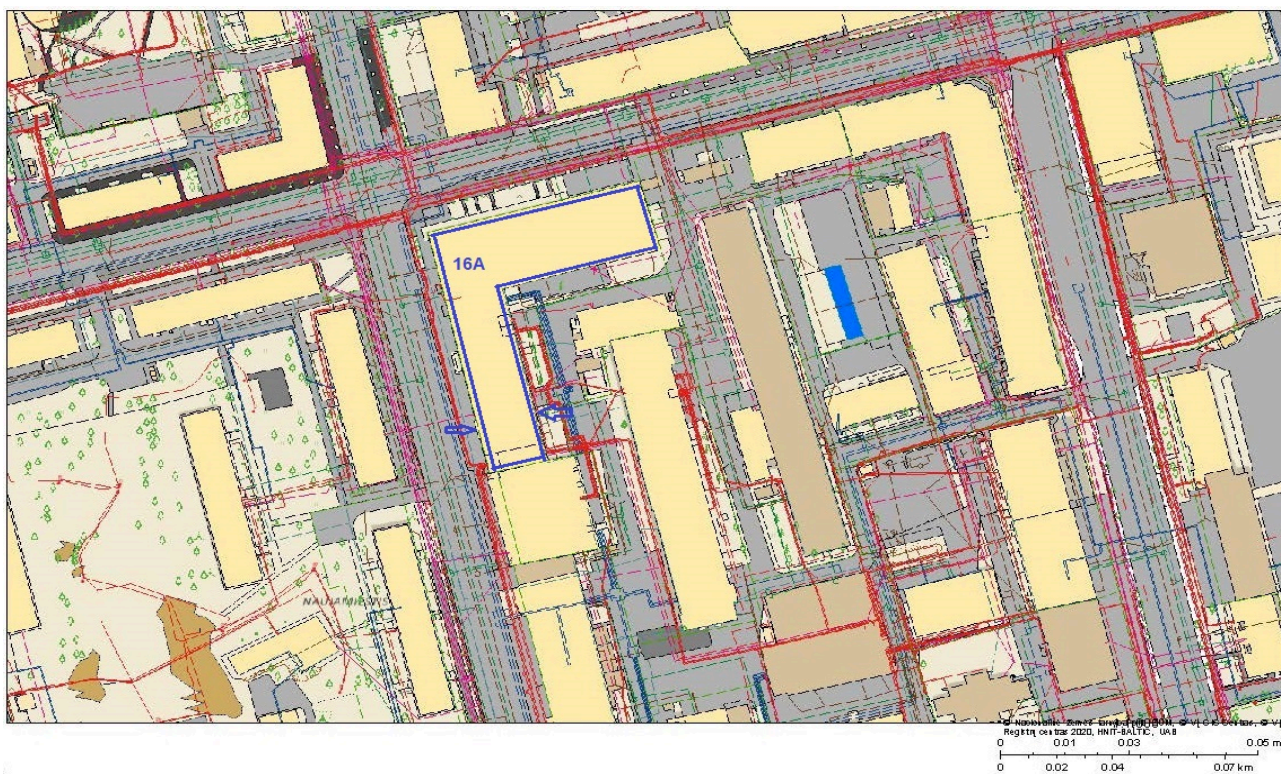 16A
NAUJAMIESTIS
Registrų centras 2020, HNIT-BALTIC, UAB
0 0.01 0.03 0.05 m
0 0.02 0.04 0.07 km